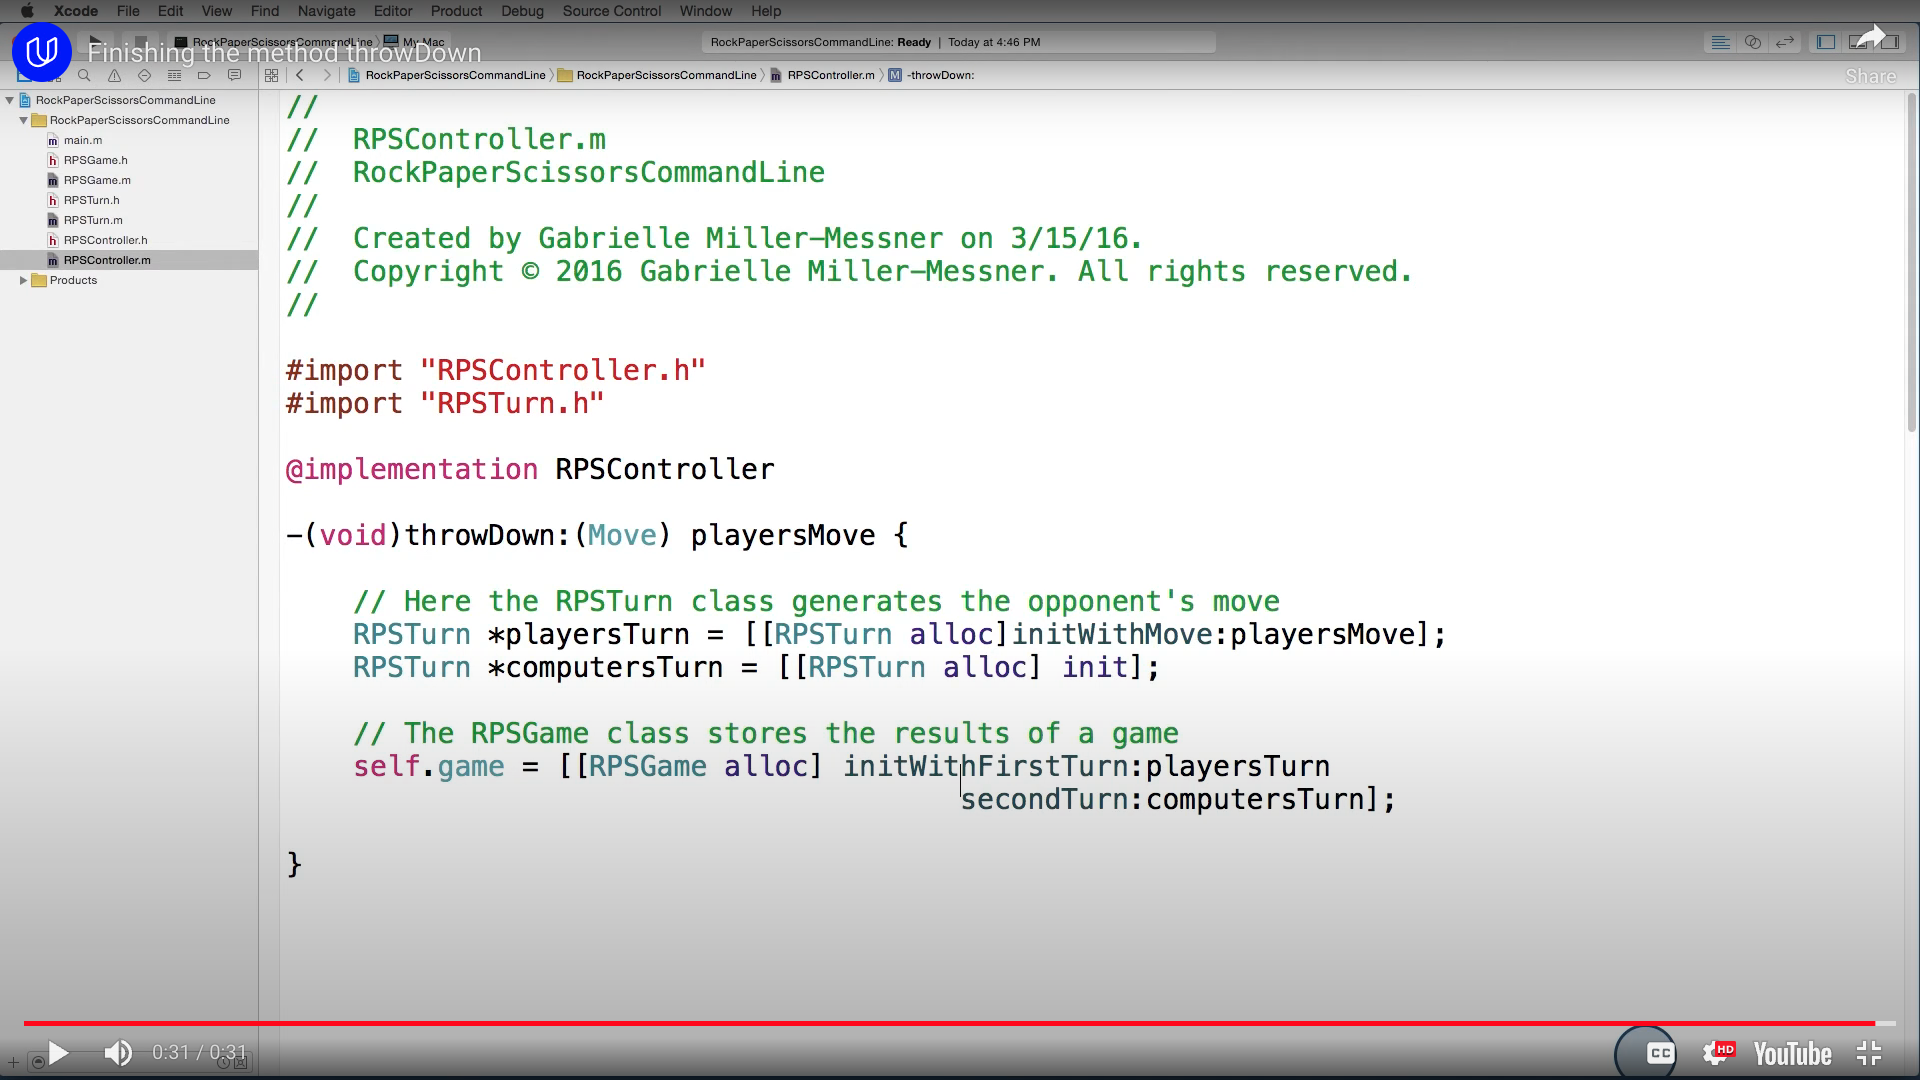 Xcode File Edit View Find Navigate Editor Product Debug Source Control Window Help
RockPaperScissorsCommandLine My Mac
RockPaperScissorsCommandLine: Ready | Today at 4:46 PM
Finishing the method throwDown
Share
RockPaperScissorsCommandLine RockPaperScissorsCommandLine RPSController.m M -throwDown:
RockPaperScissorsCommandLine
RockPaperScissorsCommandLine
m main.m
h RPSGame.h
m RPSGame.m
h RPSTurn.h
m RPSTurn.m
h RPSController.h
m RPSController.m
Products
//
// RPSController.m
// RockPaperScissorsCommandLine
//
// Created by Gabrielle Miller-Messner on 3/15/16.
// Copyright © 2016 Gabrielle Miller-Messner. All rights reserved.
//
#import "RPSController.h"
#import "RPSTurn.h"
@implementation RPSController
-(void)throwDown:(Move) playersMove {
// Here the RPSTurn class generates the opponent's move
RPSTurn *playersTurn = [[RPSTurn alloc]initWithMove:playersMove];
RPSTurn *computersTurn = [[RPSTurn alloc] init];
// The RPSGame class stores the results of a game
self.game = [[RPSGame alloc] initWithFirstTurn:playersTurn
secondTurn:computersTurn];
}
0:31 / 0:31
CC HD YouTube